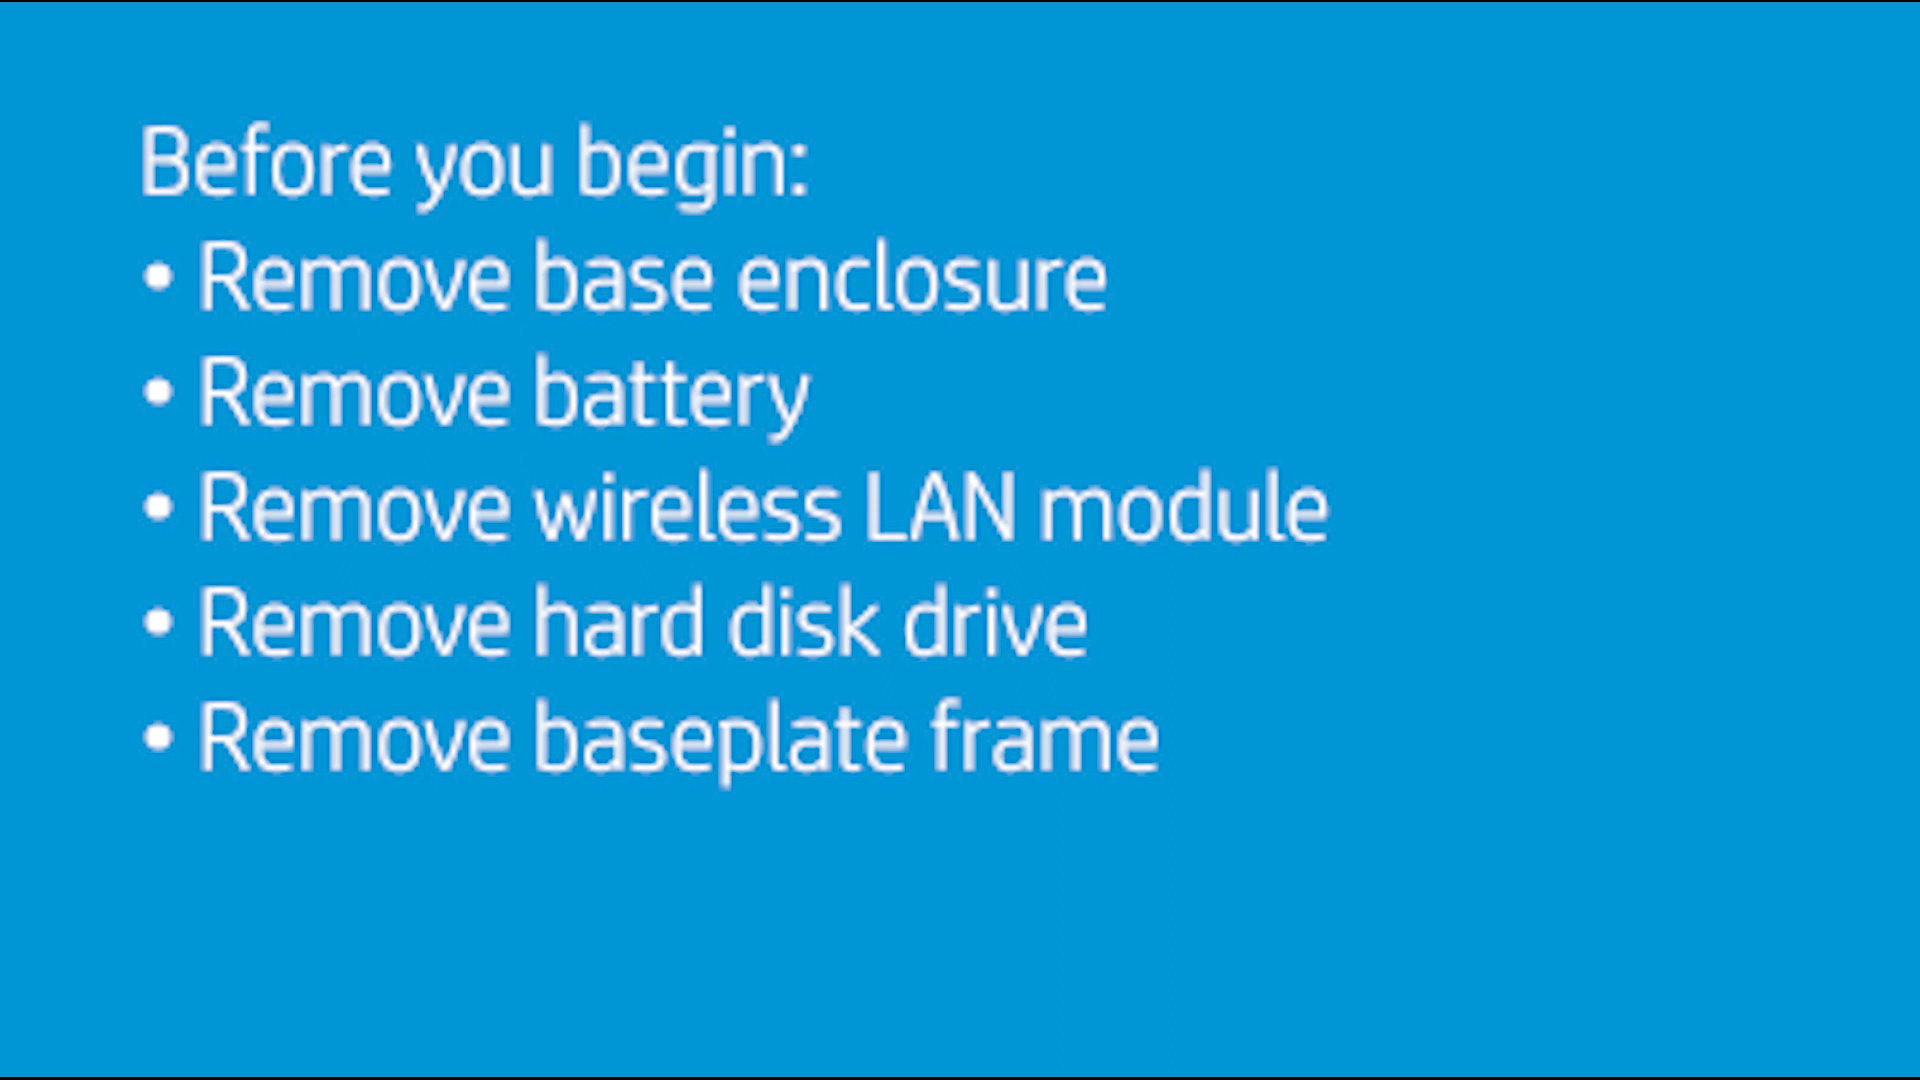 Before you begin:
• Remove base enclosure
• Remove battery
• Remove wireless LAN module
• Remove hard disk drive
• Remove baseplate frame